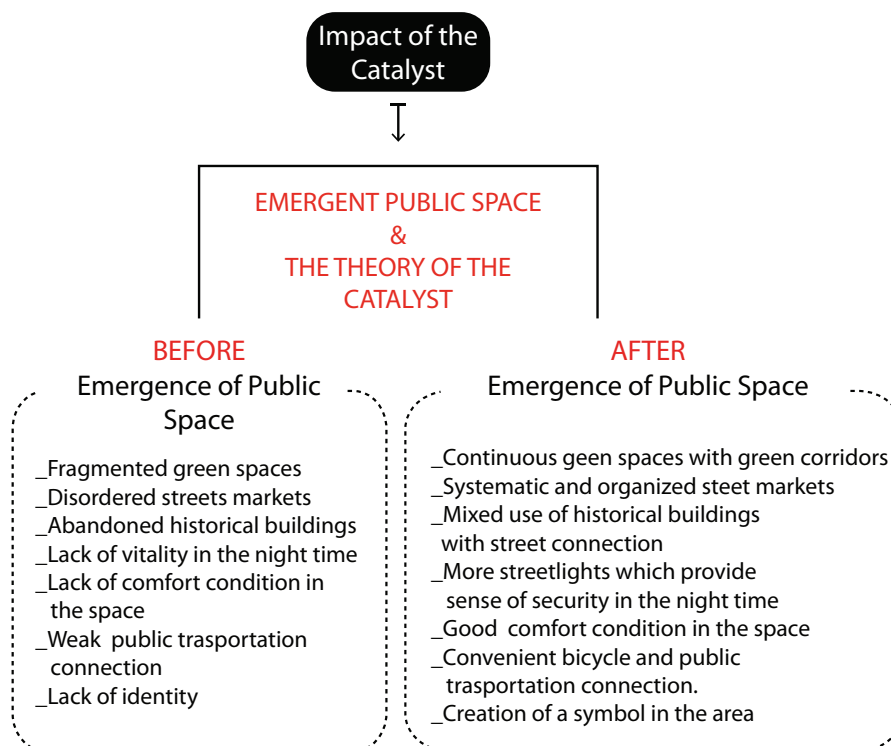 Impact of the
Catalyst
EMERGENT PUBLIC SPACE
&
THE THEORY OF THE
CATALYST
BEFORE
Emergence of Public
Space
_Fragmented green spaces
_Disordered streets markets
_Abandoned historical buildings
_Lack of vitality in the night time
_Lack of comfort condition in
the space
_Weak public trasportation
connection
_Lack of identity
AFTER
Emergence of Public Space
_Continuous geen spaces with green corridors
_Systematic and organized steet markets
_Mixed use of historical buildings
with street connection
_More streetlights which provide
sense of security in the night time
_Good comfort condition in the space
_Convenient bicycle and public
trasportation connection.
_Creation of a symbol in the area